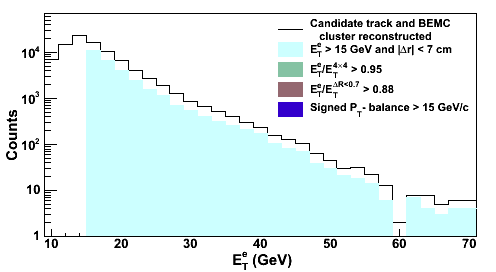 Candidate track and BEMC
cluster reconstructed
E_T^e > 15 GeV and |Δr| < 7 cm
E_T^e/E_T^{4×4} > 0.95
E_T^e/E_T^{ΔR<0.7} > 0.88
Signed P_T- balance > 15 GeV/c
Counts
10^4
10^3
10^2
10
1
10 20 30 40 50 60 70
E_T^e (GeV)